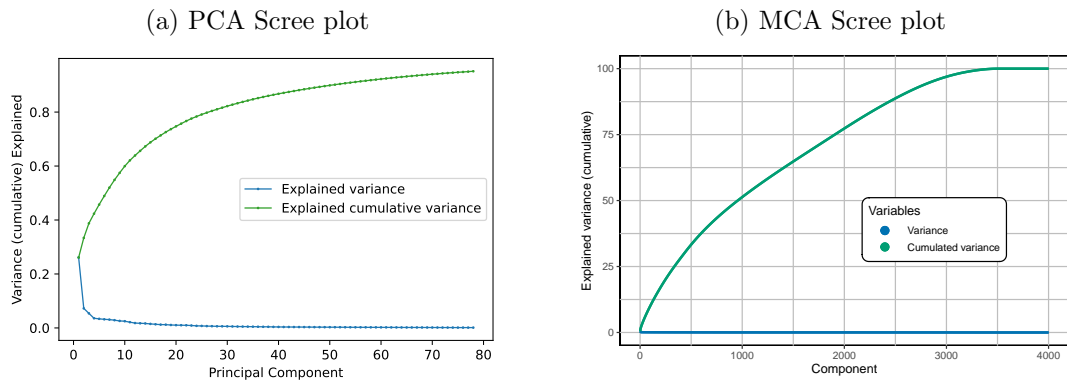 (a) PCA Scree plot
Variance (cumulative) Explained
0.8
0.6
0.4
0.2
0.0
Explained variance
Explained cumulative variance
0 10 20 30 40 50 60 70 80
Principal Component
(b) MCA Scree plot
Explained variance (cumulative)
100
75
50
25
0
Variables
Variance
Cumulated variance
0 1000 2000 3000 4000
Component